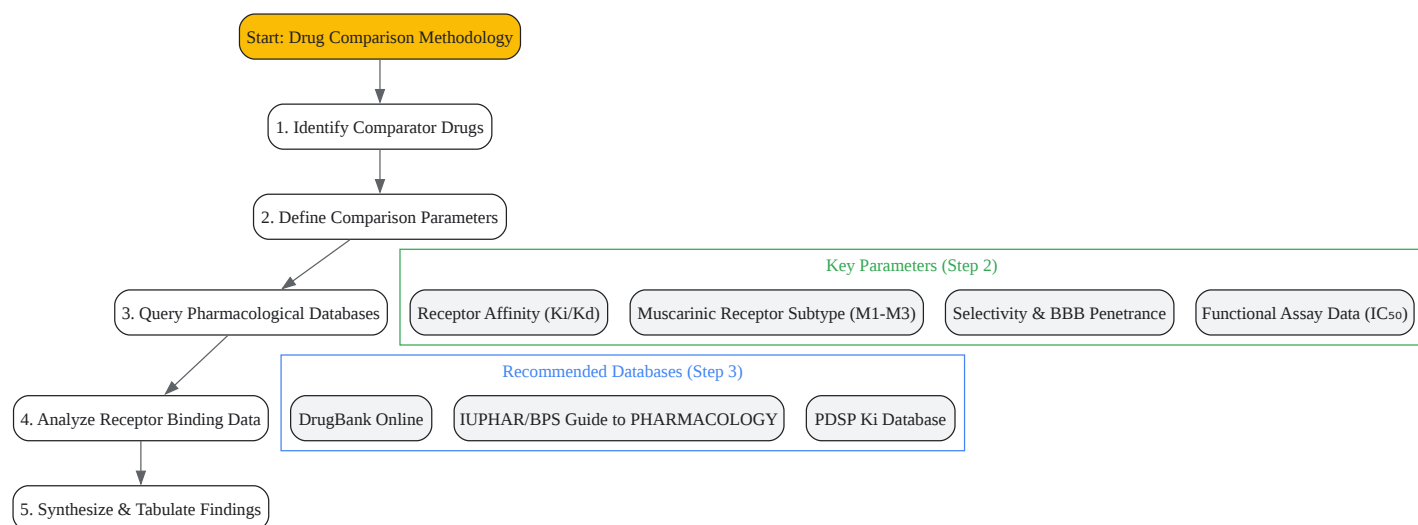 Start: Drug Comparison Methodology
1. Identify Comparator Drugs
2. Define Comparison Parameters
Key Parameters (Step 2)
3. Query Pharmacological Databases
Receptor Affinity (Ki/Kd)
Muscarinic Receptor Subtype (M1-M3)
Selectivity & BBB Penetrance
Functional Assay Data (IC₅₀)
Recommended Databases (Step 3)
4. Analyze Receptor Binding Data
DrugBank Online
IUPHAR/BPS Guide to PHARMACOLOGY
PDSP Ki Database
5. Synthesize & Tabulate Findings